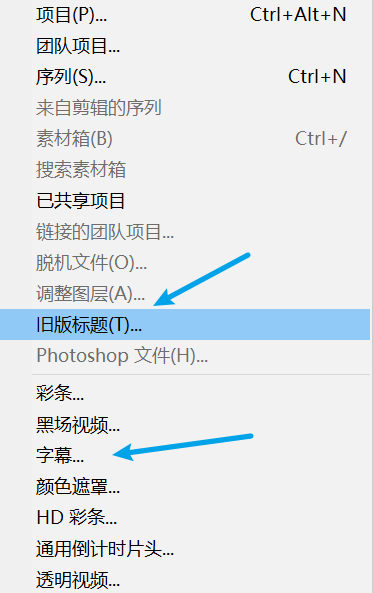 项目(P)... Ctrl+Alt+N
团队项目...
序列(S)... Ctrl+N
来自剪辑的序列
素材箱(B) Ctrl+/
搜索素材箱
已共享项目
链接的团队项目...
脱机文件(O)...
调整图层(A)...
旧版标题(T)...
Photoshop 文件(H)...
彩条...
黑场视频...
字幕...
颜色遮罩...
HD 彩条...
通用倒计时片头...
透明视频...